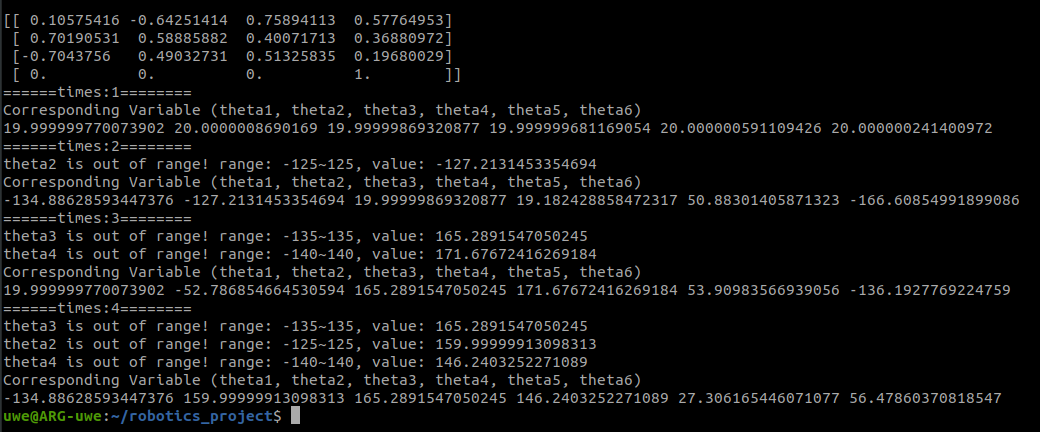 [[ 0.10575416 -0.64251414  0.75894113  0.57764953]
 [ 0.70190531  0.58885882  0.40071713  0.36880972]
 [-0.7043756   0.49032731  0.51325835  0.19680029]
 [ 0.          0.          0.          1.        ]]
======times:1========
Corresponding Variable (theta1, theta2, theta3, theta4, theta5, theta6)
19.999999770073902 20.0000008690169 19.99999869320877 19.999999681169054 20.000000591109426 20.000000241400972
======times:2========
theta2 is out of range! range: -125~125, value: -127.2131453354694
Corresponding Variable (theta1, theta2, theta3, theta4, theta5, theta6)
-134.88628593447376 -127.2131453354694 19.99999869320877 19.182428858472317 50.88301405871323 -166.60854991899086
======times:3========
theta3 is out of range! range: -135~135, value: 165.2891547050245
theta4 is out of range! range: -140~140, value: 171.67672416269184
Corresponding Variable (theta1, theta2, theta3, theta4, theta5, theta6)
19.999999770073902 -52.786854664530594 165.2891547050245 171.67672416269184 53.90983566939056 -136.1927769224759
======times:4========
theta3 is out of range! range: -135~135, value: 165.2891547050245
theta2 is out of range! range: -125~125, value: 159.99999913098313
theta4 is out of range! range: -140~140, value: 146.2403252271089
Corresponding Variable (theta1, theta2, theta3, theta4, theta5, theta6)
-134.88628593447376 159.99999913098313 165.2891547050245 146.2403252271089 27.306165446071077 56.47860370818547
uwe@ARG-uwe:~/robotics_project$